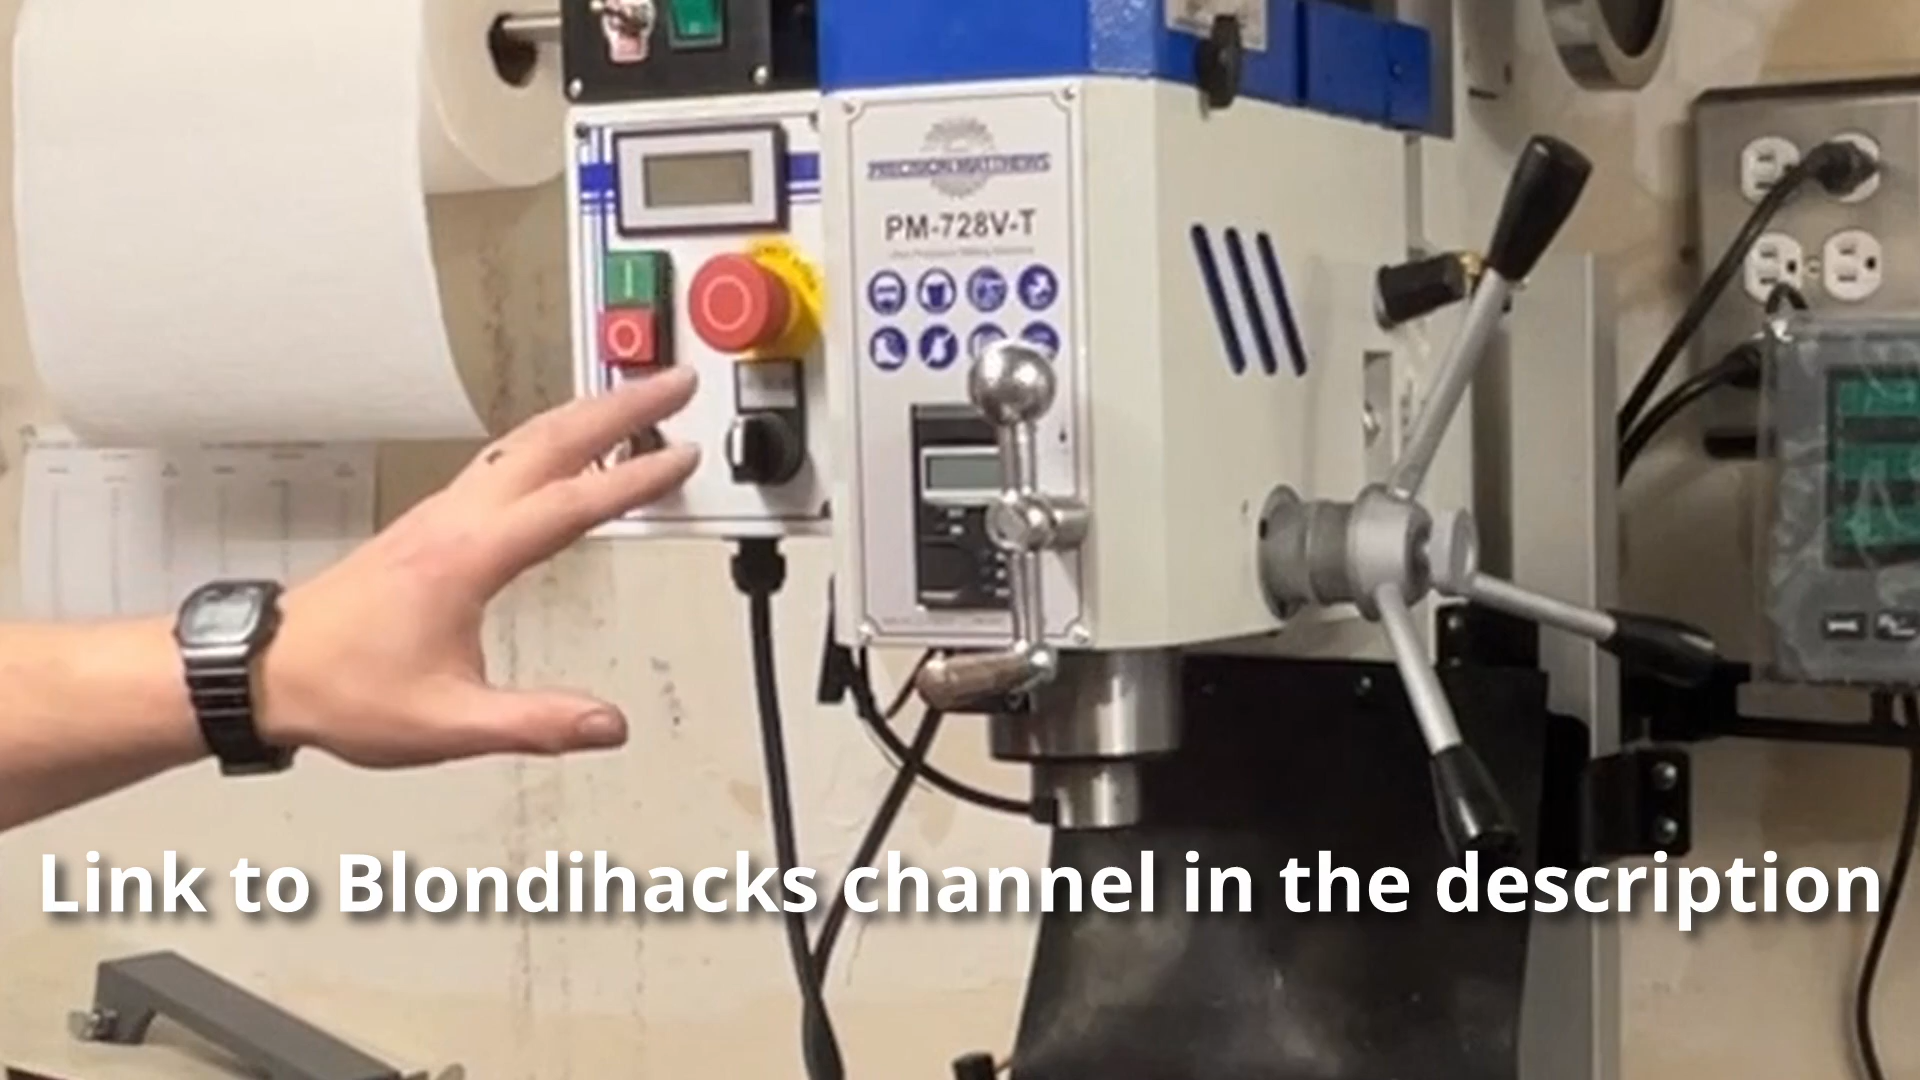 PRECISION MATTHEWS
PM-728V-T
Link to Blondihacks channel in the description